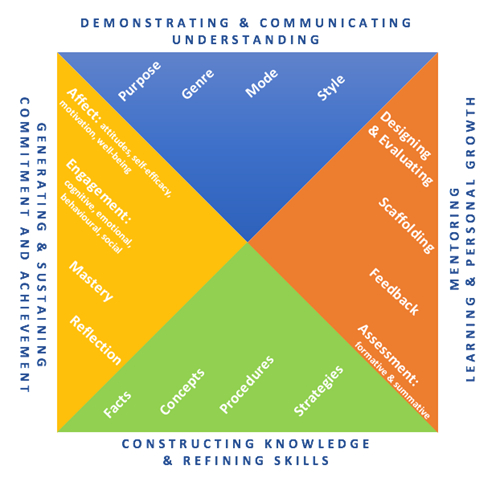 DEMONSTRATING & COMMUNICATING
UNDERSTANDING
Purpose
Genre
Mode
Style
GENERATING & SUSTAINING
COMMITMENT AND ACHIEVEMENT
Affect: attitudes, self-efficacy,
motivation, well-being
Engagement:
cognitive, emotional,
behavioural, social
Mastery
Reflection
Designing
& Evaluating
Scaffolding
Feedback
Assessment:
formative & summative
MENTORING
LEARNING & PERSONAL GROWTH
Facts
Concepts
Procedures
Strategies
CONSTRUCTING KNOWLEDGE
& REFINING SKILLS